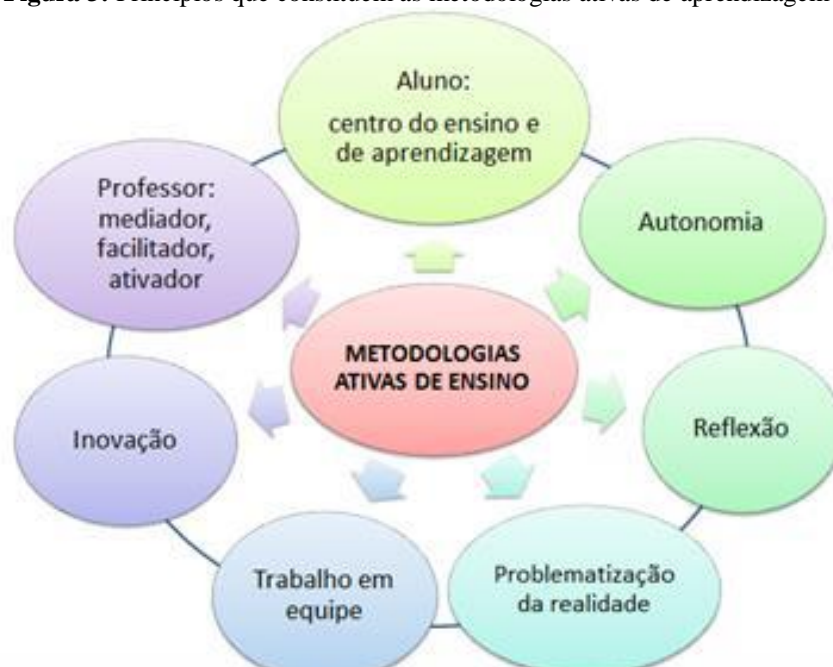 Figura 3: Princípios que constituem as metodologias ativas de aprendizagem
Aluno:
centro do ensino e
de aprendizagem
Autonomia
Reflexão
Problematização
da realidade
Trabalho em
equipe
Inovação
Professor:
mediador,
facilitador,
ativador
METODOLOGIAS
ATIVAS DE ENSINO